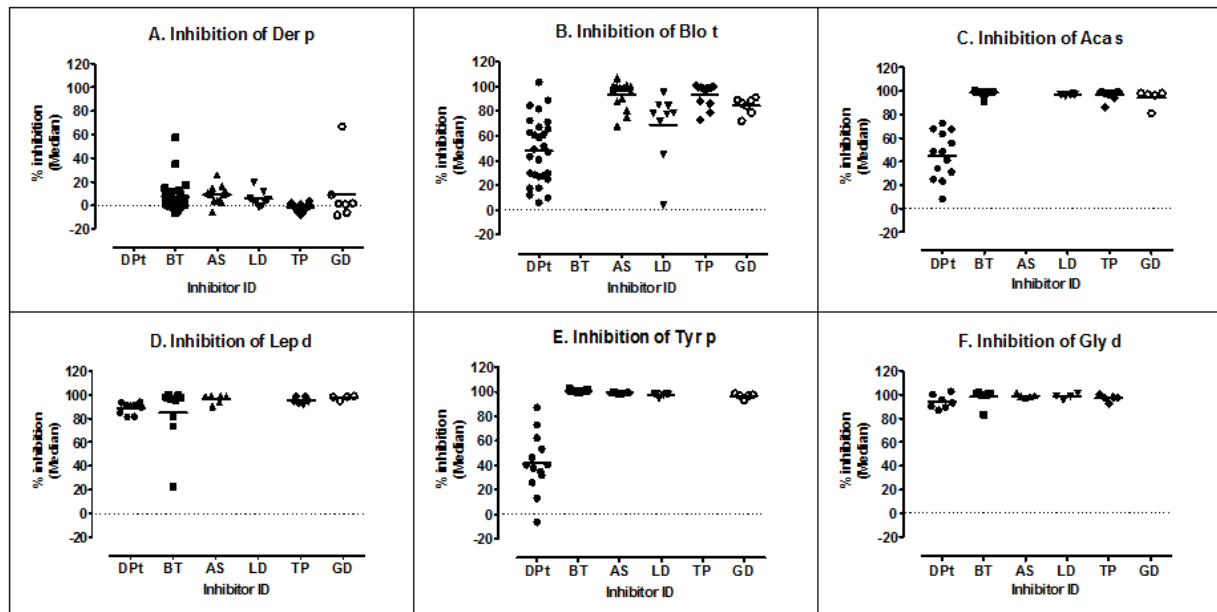 A. Inhibition of Der p
% inhibition
(Median)
120
100
80
60
40
20
0
-20
DPt BT AS LD TP GD
Inhibitor ID
B. Inhibition of Blo t
% inhibition
(Median)
120
100
80
60
40
20
0
-20
DPt BT AS LD TP GD
Inhibitor ID
C. Inhibition of Aca s
% inhibition
(Median)
120
100
80
60
40
20
0
-20
DPt BT AS LD TP GD
Inhibitor ID
D. Inhibition of Lep d
% inhibition
(Median)
120
100
80
60
40
20
0
-20
DPt BT AS LD TP GD
Inhibitor ID
E. Inhibition of Tyr p
% inhibition
(Median)
120
100
80
60
40
20
0
-20
DPt BT AS LD TP GD
Inhibitor ID
F. Inhibition of Gly d
% inhibition
(Median)
120
100
80
60
40
20
0
-20
DPt BT AS LD TP GD
Inhibitor ID